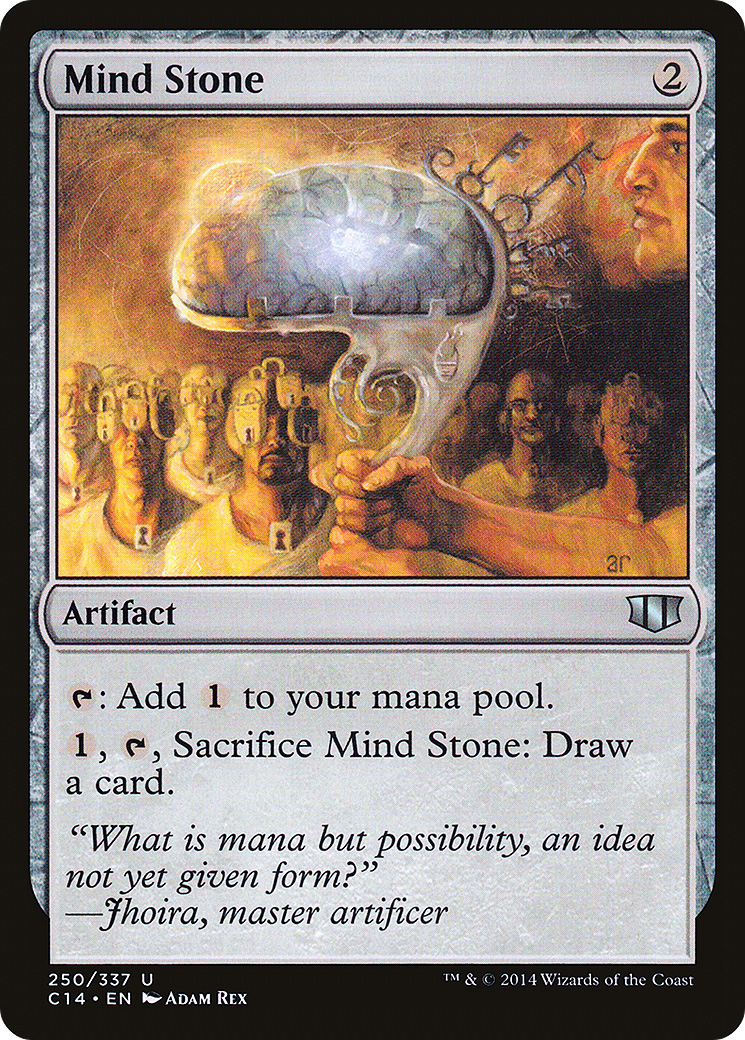 Mind Stone 2
ar
Artifact
: Add 1 to your mana pool.
1, , Sacrifice Mind Stone: Draw
a card.
“What is mana but possibility, an idea
not yet given form?”
—Jhoira, master artificer
250/337 U
™ & © 2014 Wizards of the Coast
C14 • EN Adam Rex